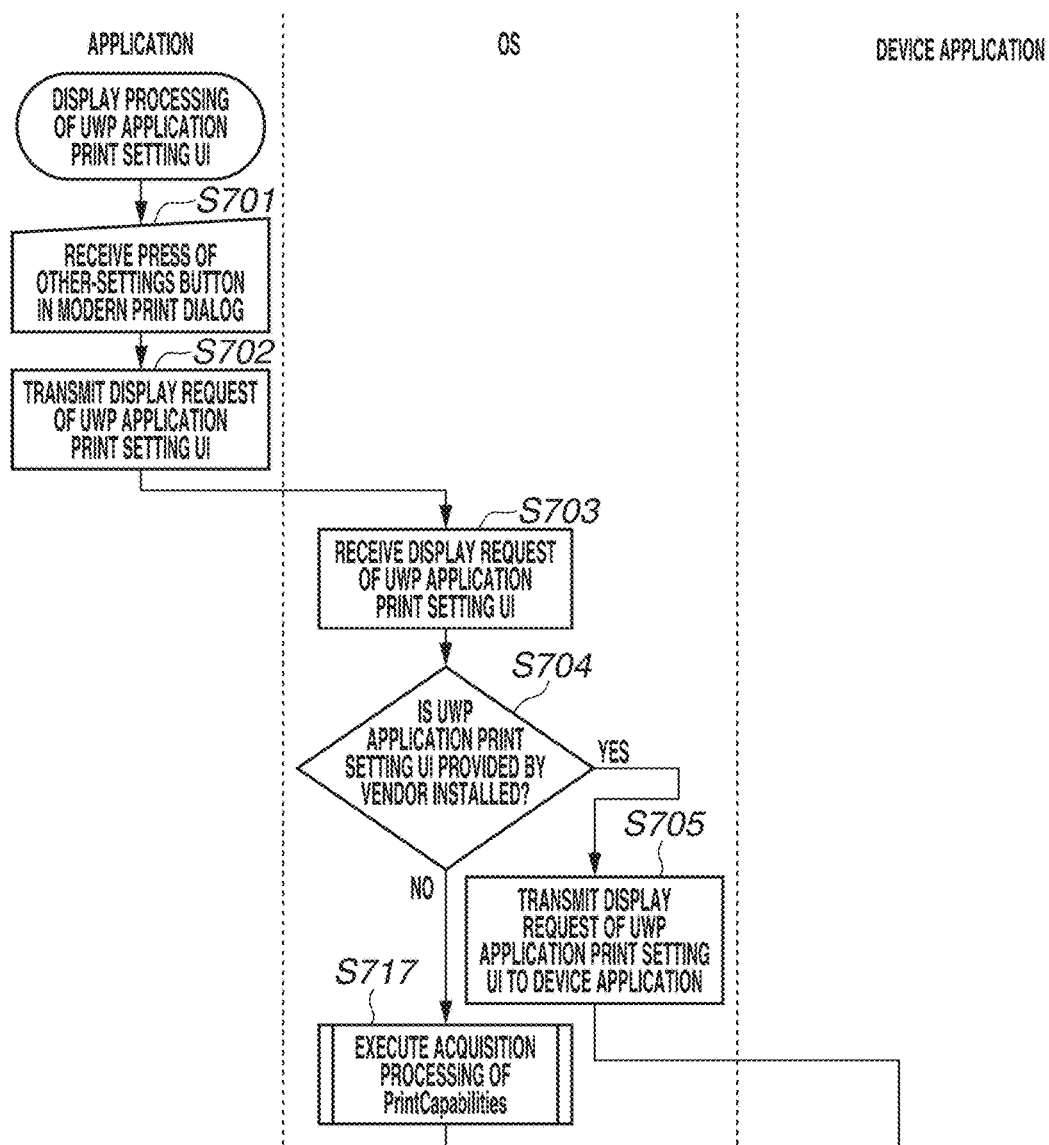 APPLICATION
OS
DEVICE APPLICATION
DISPLAY PROCESSING
OF UWP APPLICATION
PRINT SETTING UI
S701
RECEIVE PRESS OF
OTHER-SETTINGS BUTTON
IN MODERN PRINT DIALOG
S702
TRANSMIT DISPLAY REQUEST
OF UWP APPLICATION
PRINT SETTING UI
S703
RECEIVE DISPLAY REQUEST
OF UWP APPLICATION
PRINT SETTING UI
S704
IS UWP
APPLICATION PRINT
SETTING UI PROVIDED BY
VENDOR INSTALLED?
YES
NO
S705
TRANSMIT DISPLAY
REQUEST OF UWP
APPLICATION PRINT SETTING
UI TO DEVICE APPLICATION
S717
EXECUTE ACQUISITION
PROCESSING OF
PrintCapabilities